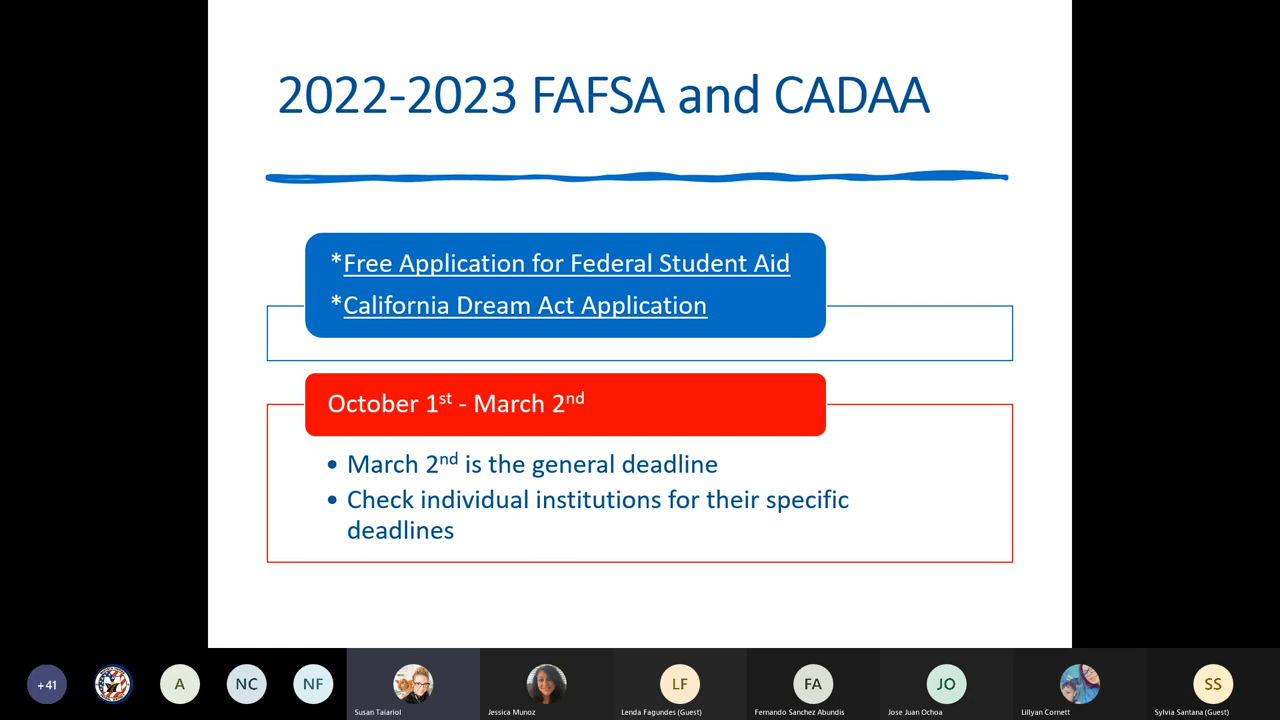 2022-2023 FAFSA and CADAA
*Free Application for Federal Student Aid
*California Dream Act Application
October 1st - March 2nd
• March 2nd is the general deadline
• Check individual institutions for their specific
deadlines
+41
A
NC
NF
LF
FA
JO
SS
Susan Taiariol
Jessica Munoz
Lenda Fagundes (Guest)
Fernando Sanchez Abundis
Jose Juan Ochoa
Lillyan Cornett
Sylvia Santana (Guest)